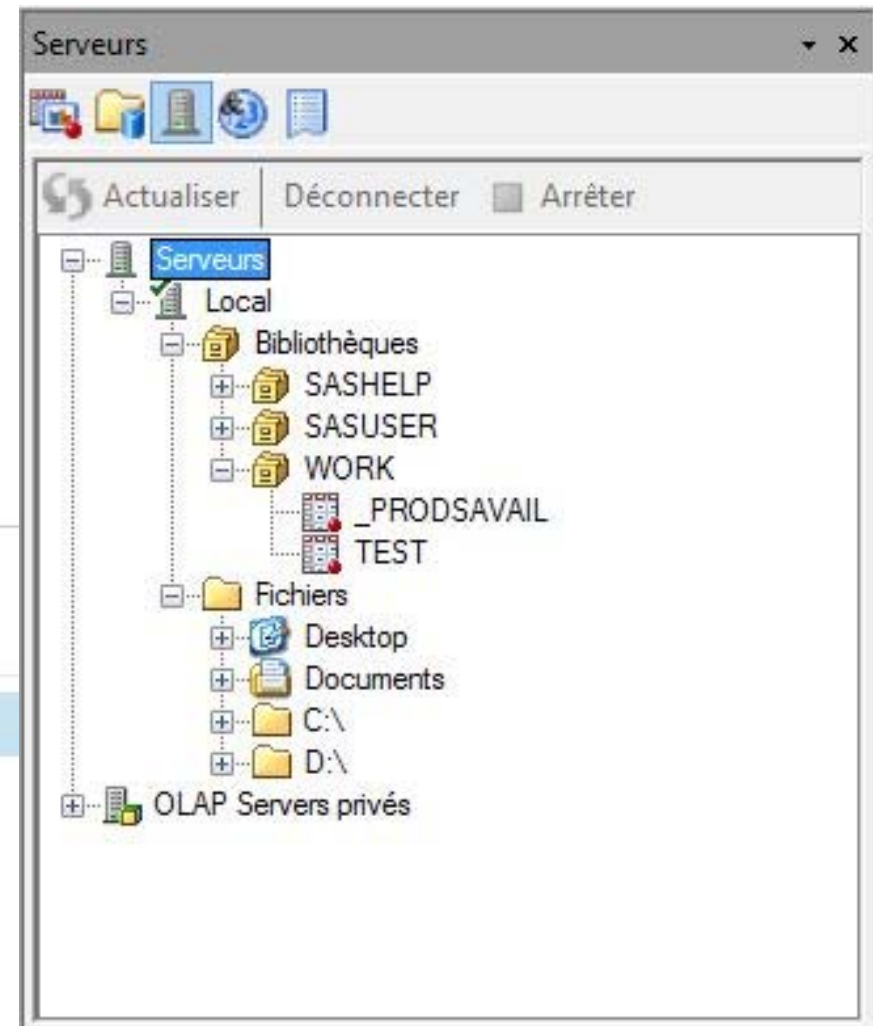 Serveurs
Actualiser Déconnecter Arrêter
Serveurs
Local
Bibliothèques
SASHELP
SASUSER
WORK
_PRODSAVAIL
TEST
Fichiers
Desktop
Documents
C:\
D:\
OLAP Servers privés